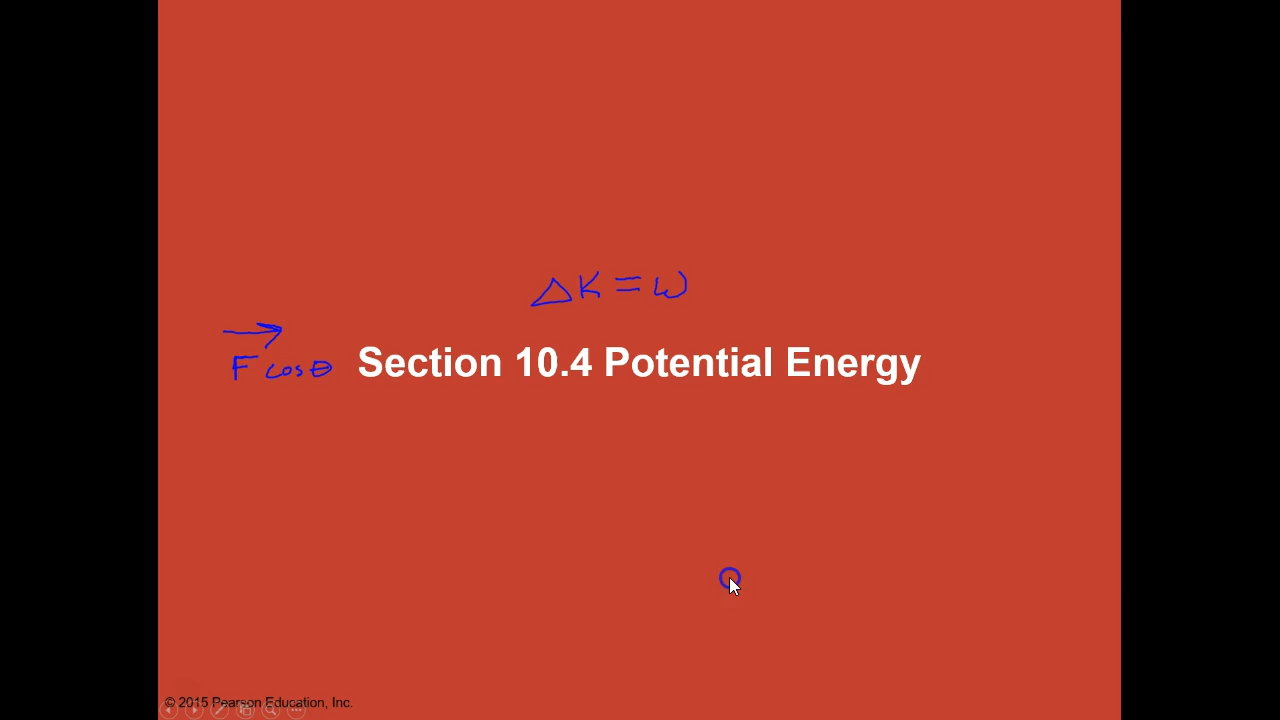 ΔK = W
F cos θ
Section 10.4 Potential Energy
© 2015 Pearson Education, Inc.